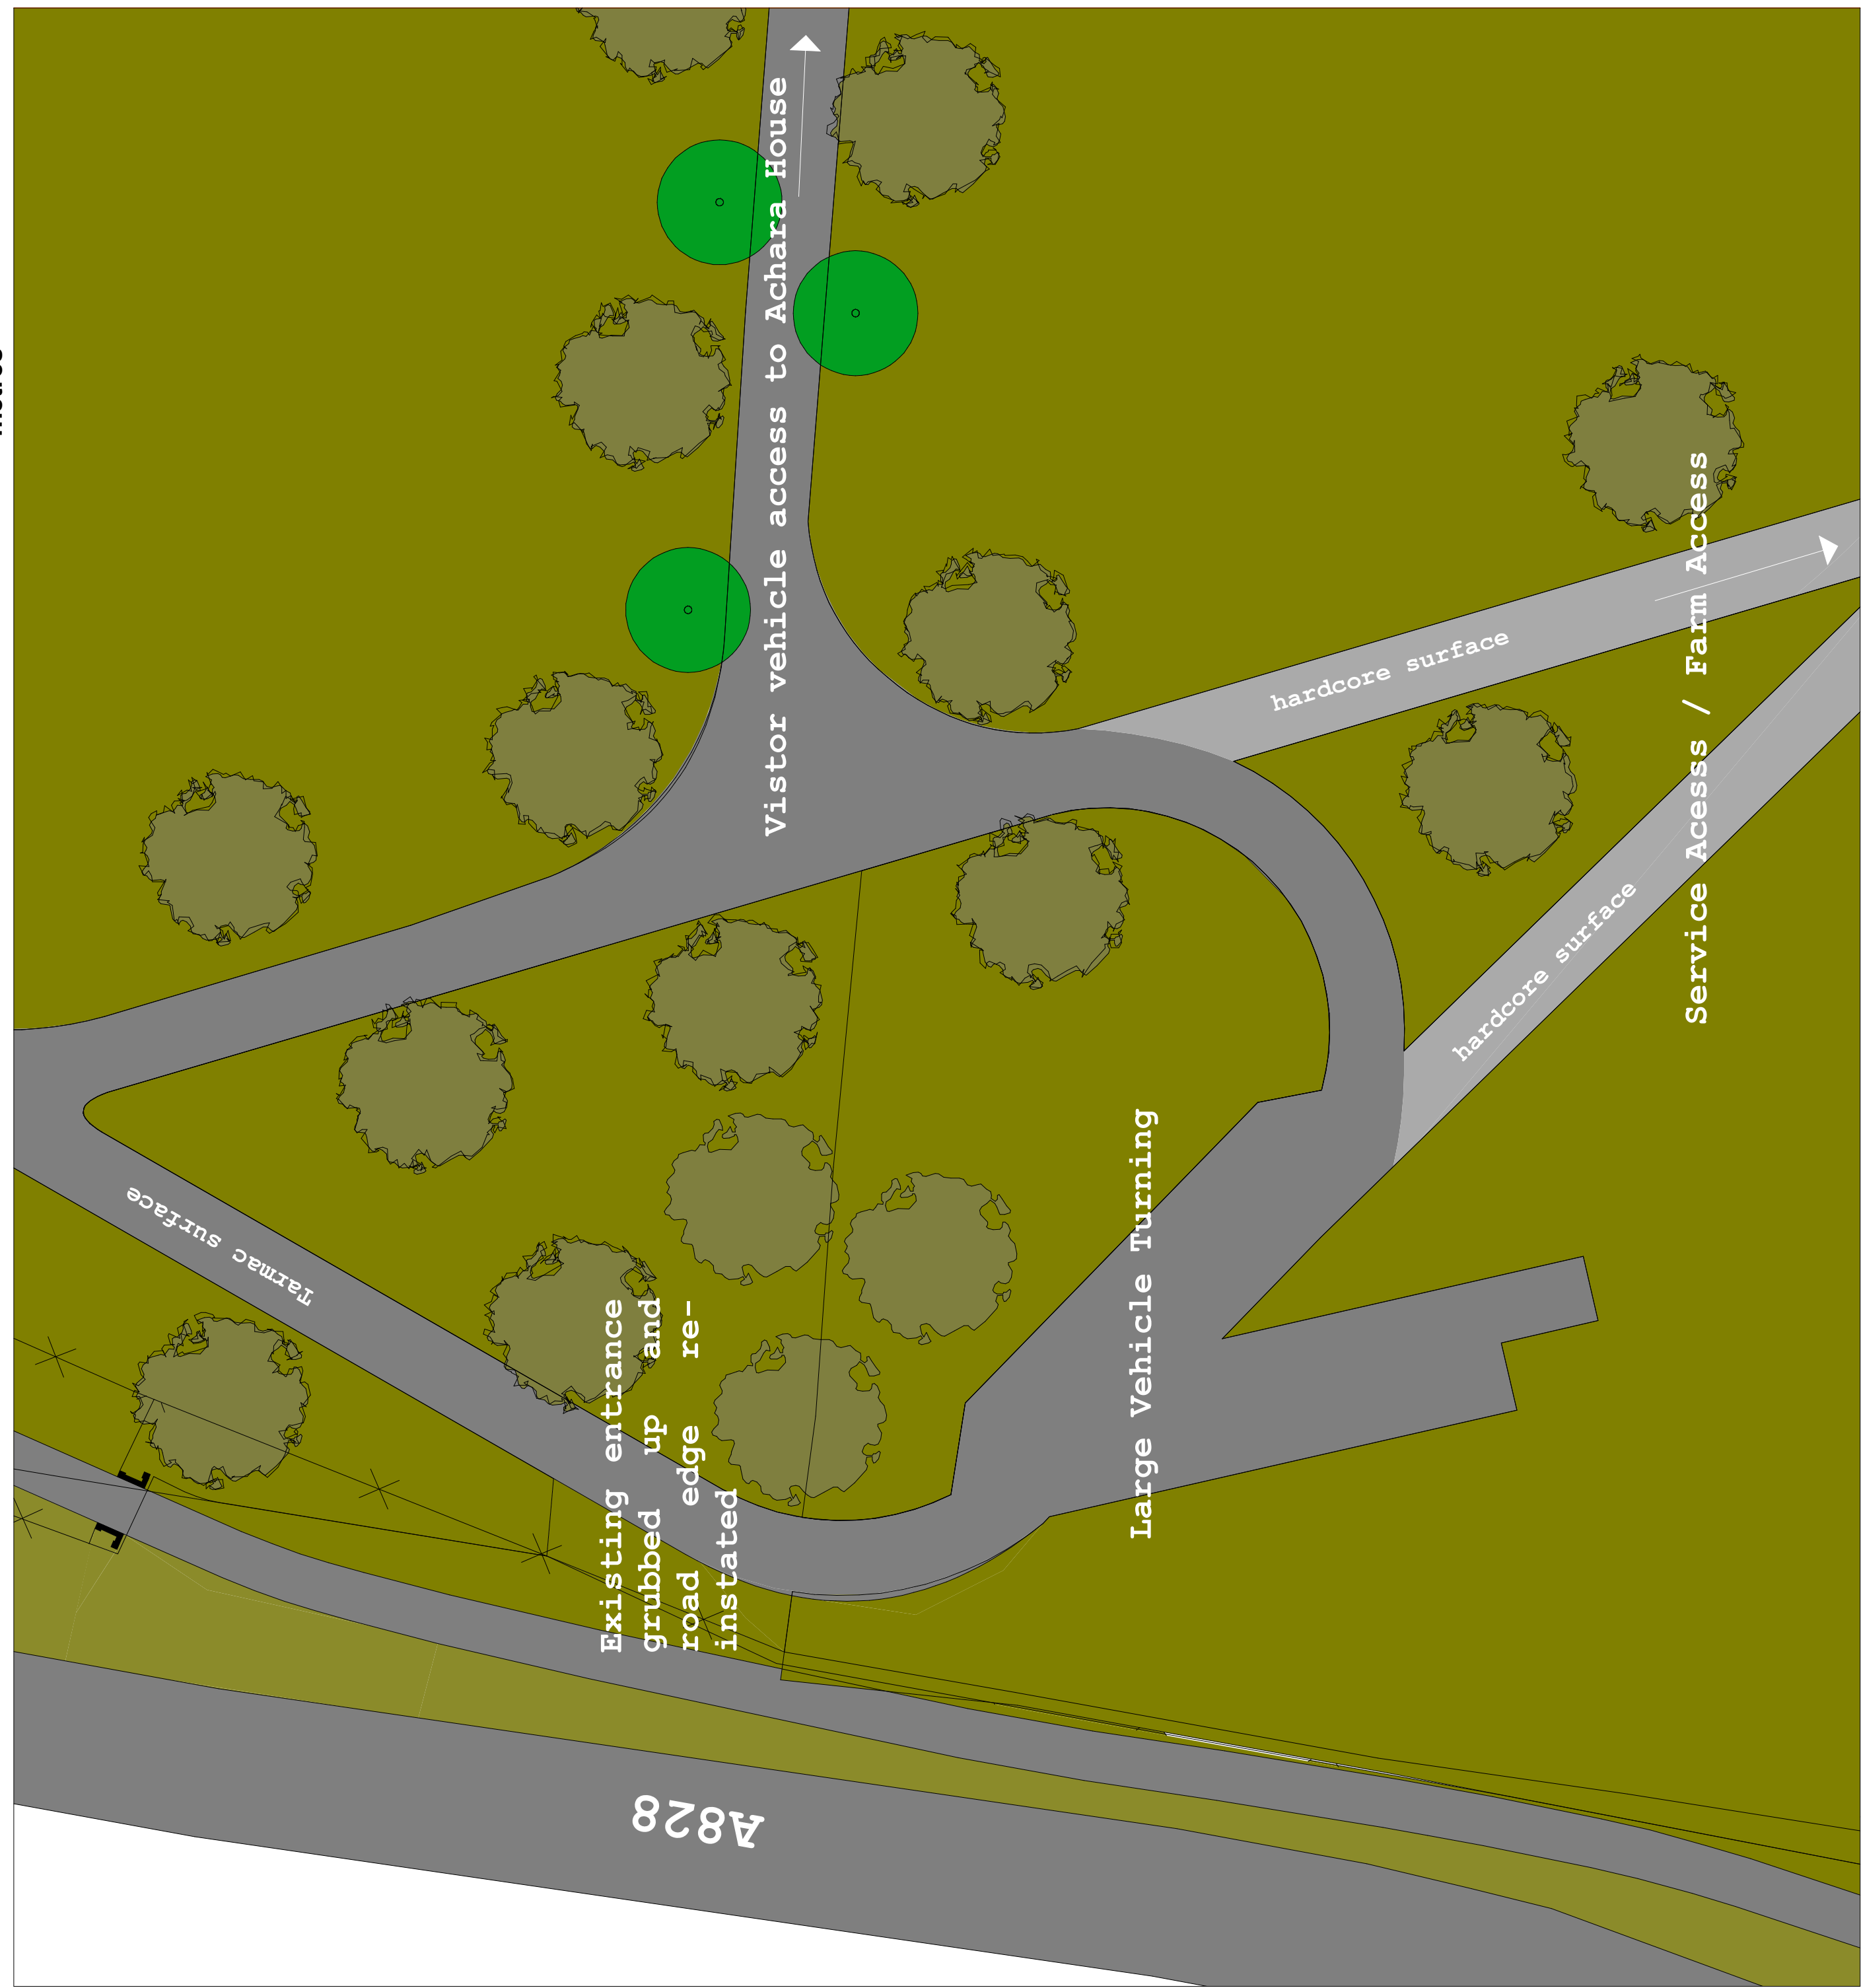 Vistor vehicle access to Achara House
Service Acesss / Farm Access
hardcore surface
hardcore surface
Large Vehicle Turning
Tarmac surface
Existing entrance
grubbed up and
road edge re-
instated
A828